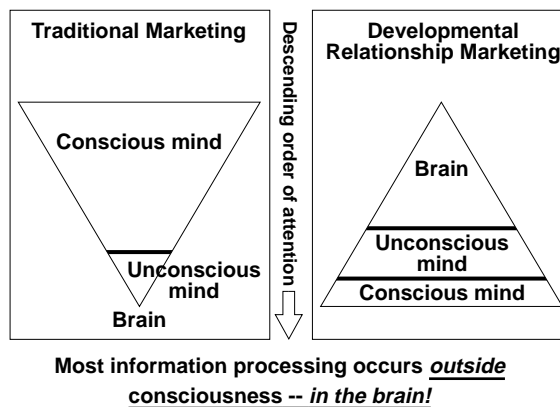 Traditional Marketing
Conscious mind
Unconscious
mind
Brain
Descending order of attention
Developmental
Relationship Marketing
Brain
Unconscious
mind
Conscious mind
Most information processing occurs outside
consciousness -- in the brain!